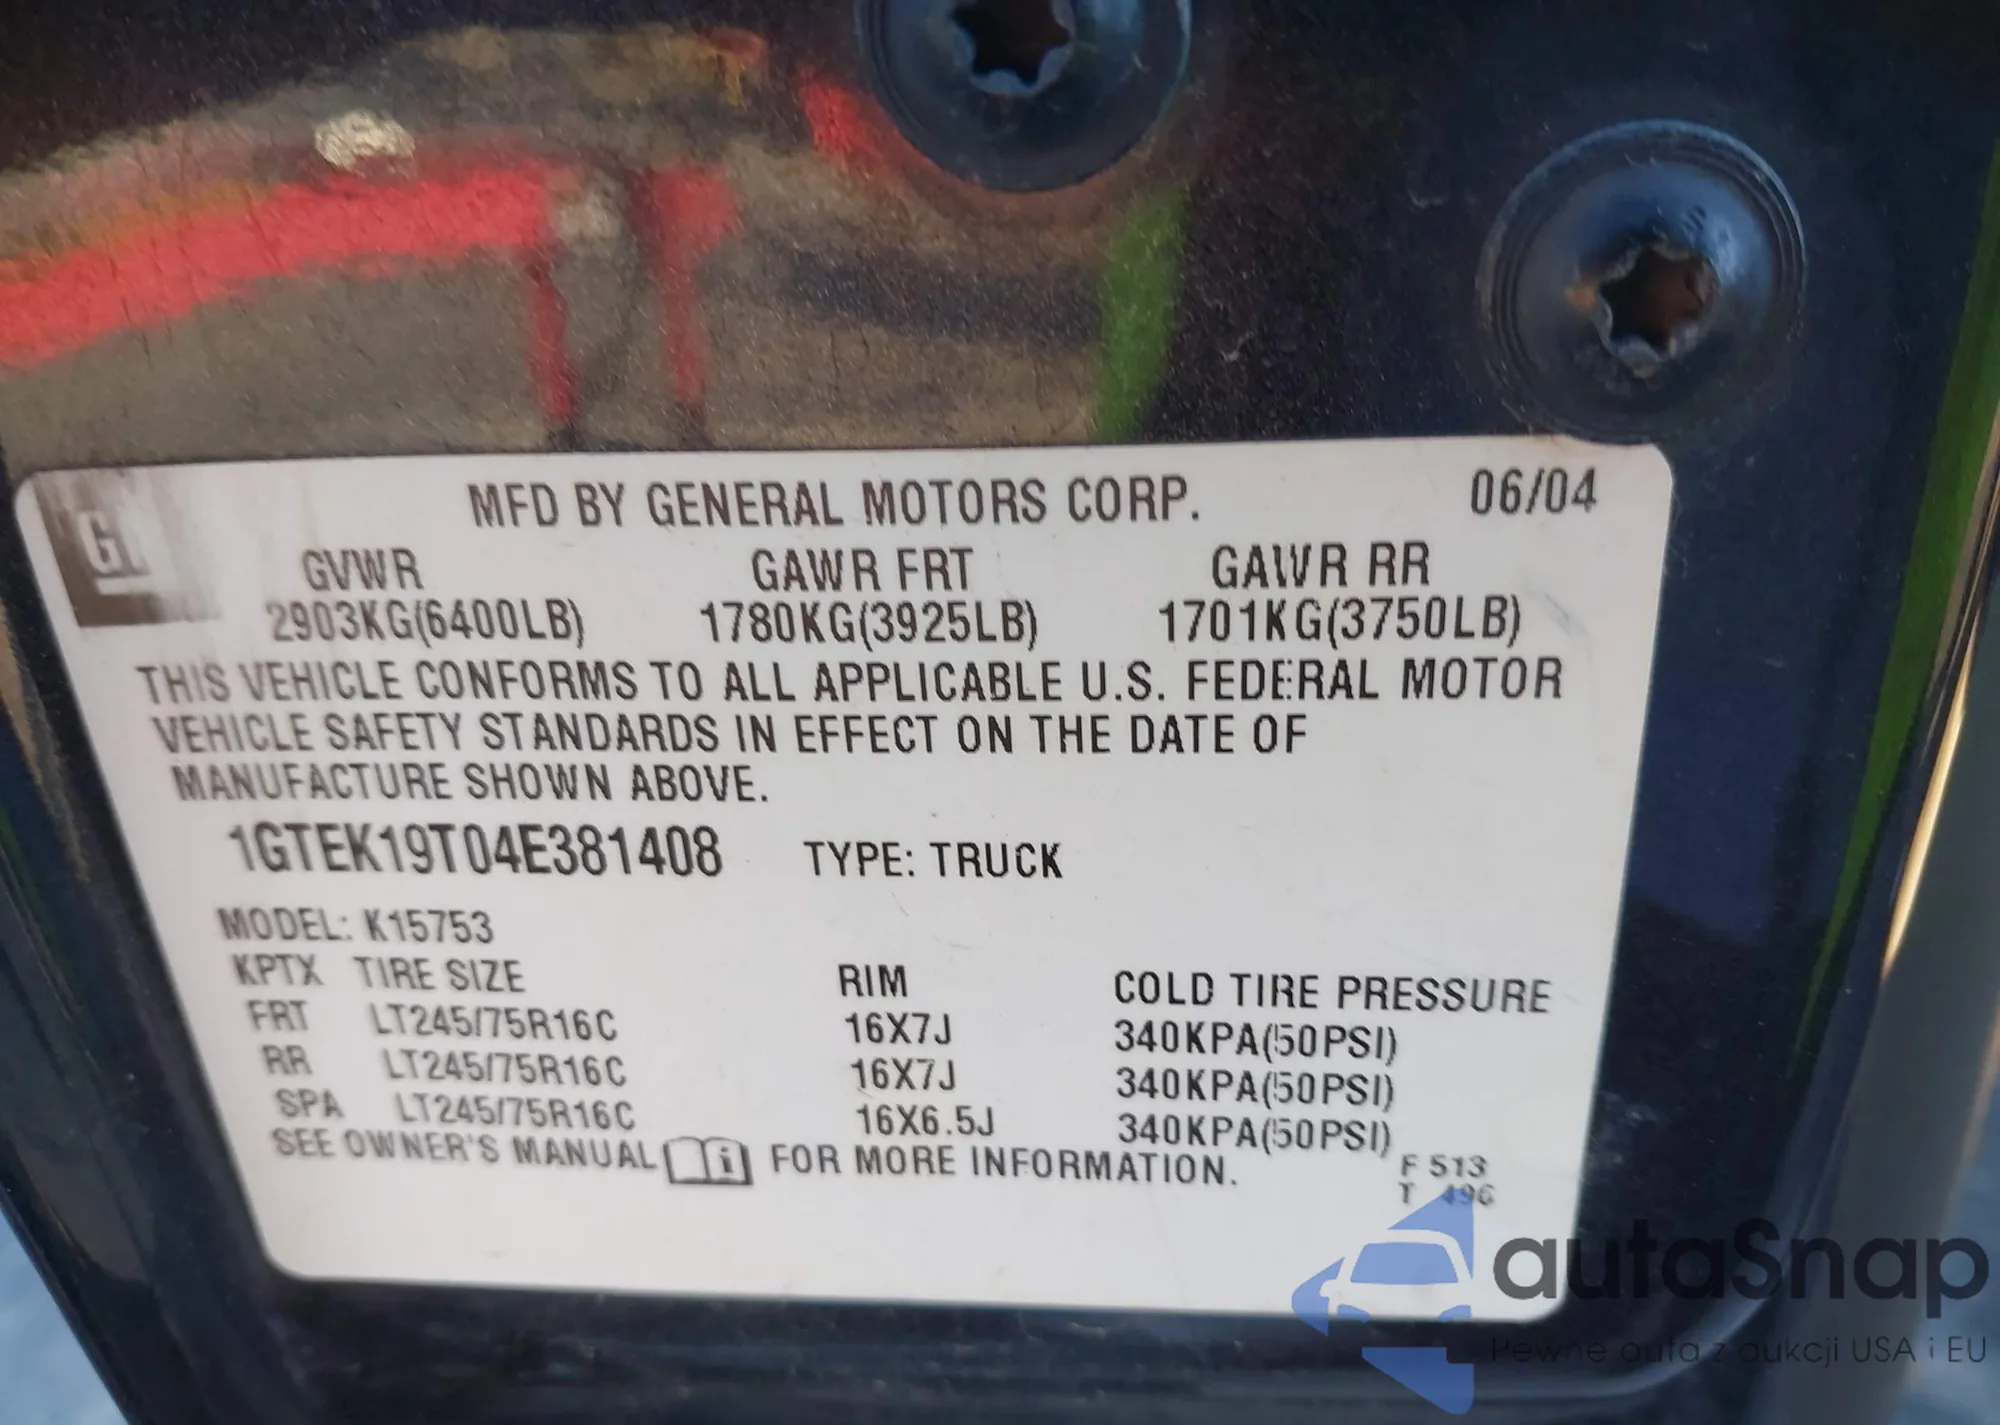 GM
MFD BY GENERAL MOTORS CORP. 06/04
GVWR GAWR FRT GAWR RR
2903KG(6400LB) 1780KG(3925LB) 1701KG(3750LB)
THIS VEHICLE CONFORMS TO ALL APPLICABLE U.S. FEDERAL MOTOR
VEHICLE SAFETY STANDARDS IN EFFECT ON THE DATE OF
MANUFACTURE SHOWN ABOVE.
1GTEK19T04E381408 TYPE: TRUCK
MODEL: K15753
KPTX TIRE SIZE RIM COLD TIRE PRESSURE
FRT LT245/75R16C 16X7J 340KPA(50PSI)
RR LT245/75R16C 16X7J 340KPA(50PSI)
SPA LT245/75R16C 16X6.5J 340KPA(50PSI)
SEE OWNER'S MANUAL i FOR MORE INFORMATION.
F 513
T 496
autaSnap
Pewne auta z aukcji USA i EU